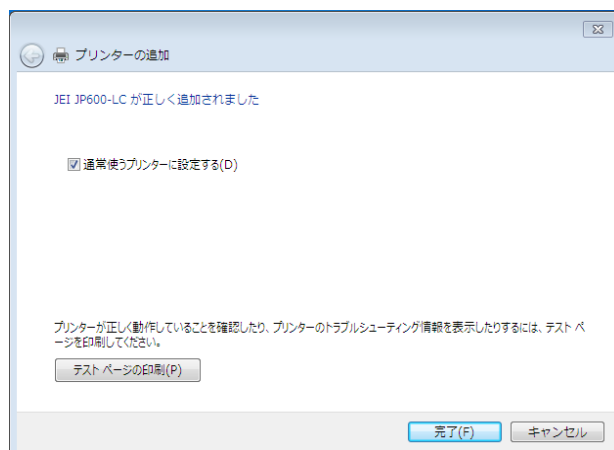 プリンターの追加
JEI JP600-LC が正しく追加されました
通常使うプリンターに設定する(D)
プリンターが正しく動作していることを確認したり、プリンターのトラブルシューティング情報を表示したりするには、テスト ペ
ージを印刷してください。
テスト ページの印刷(P)
完了(F) キャンセル